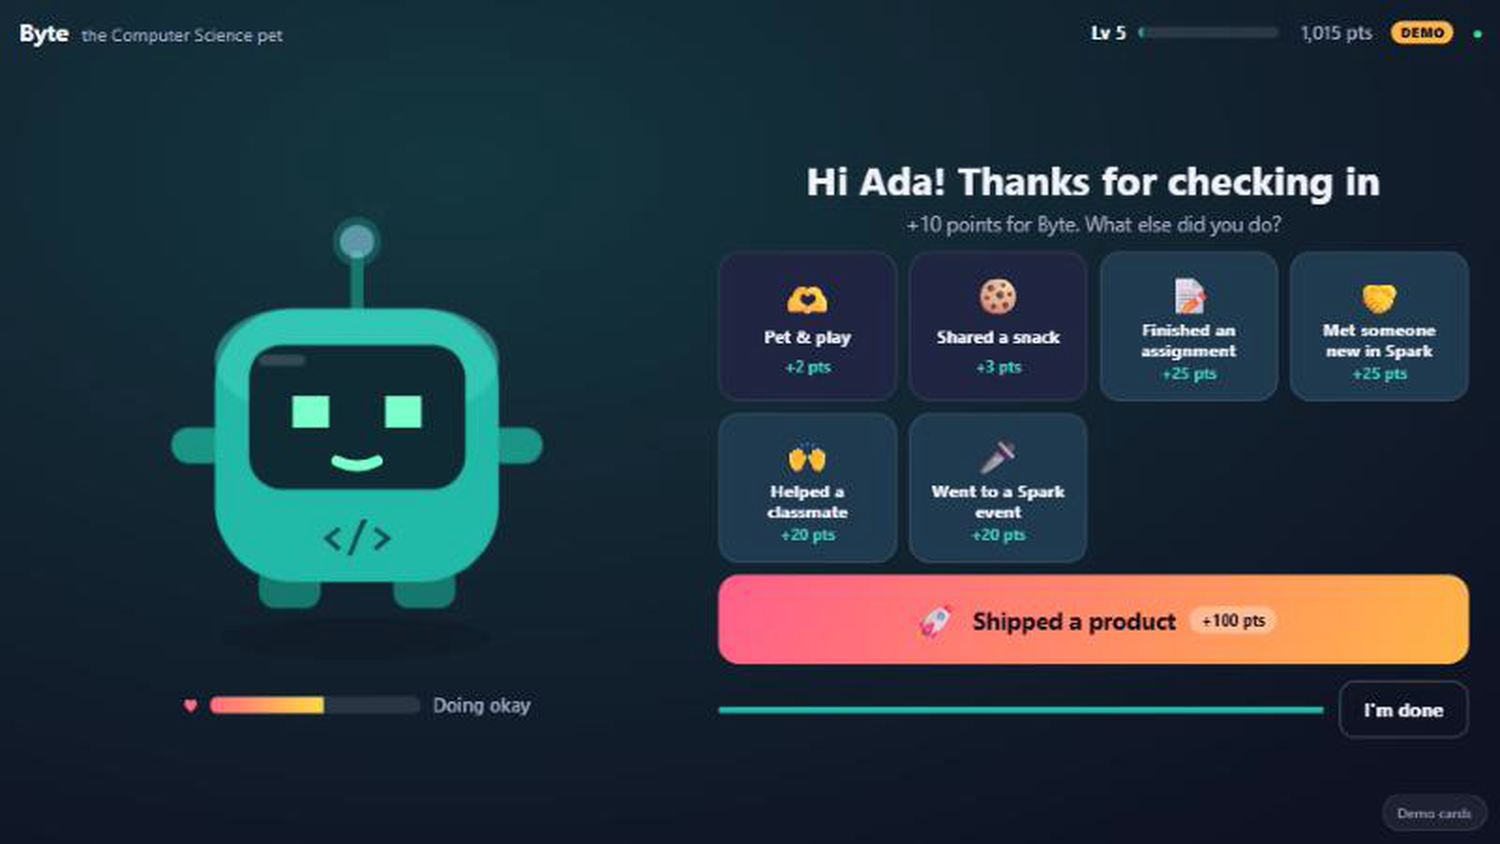 Byte the Computer Science pet
Lv 5 1,015 pts DEMO
Hi Ada! Thanks for checking in
+10 points for Byte. What else did you do?
Pet & play
+2 pts
Shared a snack
+3 pts
Finished an
assignment
+25 pts
Met someone
new in Spark
+25 pts
</>
Helped a
classmate
+20 pts
Went to a Spark
event
+20 pts
Shipped a product +100 pts
Doing okay
I'm done
Demo cards